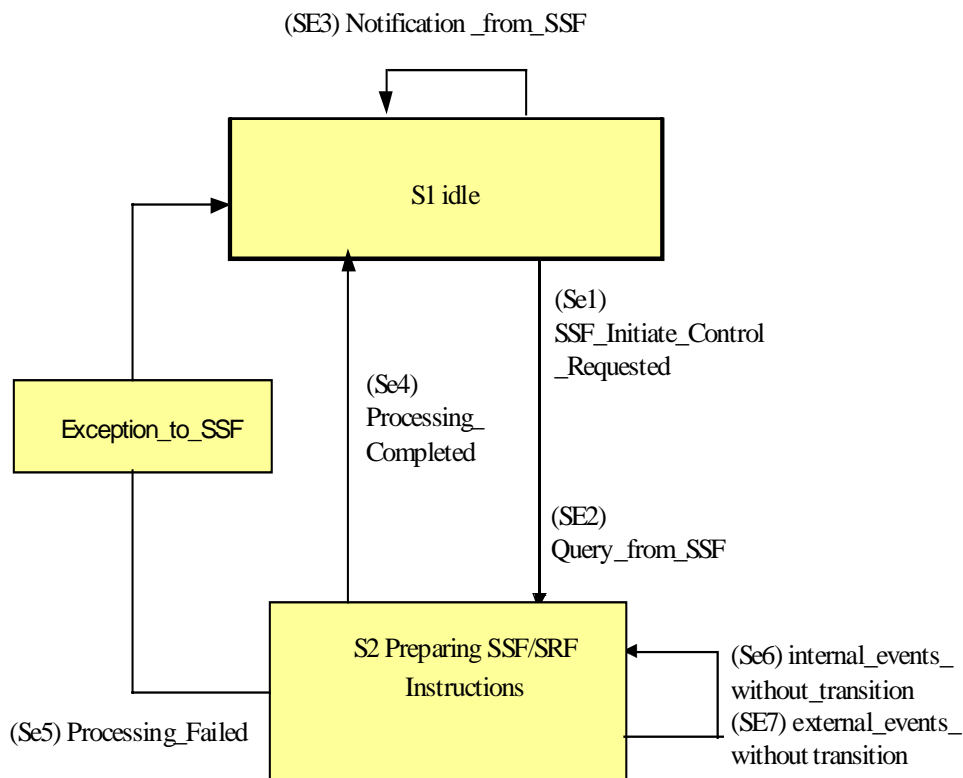 (SE3) Notification _from_SSF
S1 idle
(Se1)
SSF_Initiate_Control
_Requested
(Se4)
Processing_
Completed
Exception_to_SSF
(SE2)
Query_from_SSF
S2 Preparing SSF/SRF
Instructions
(Se6) internal_events_
without_transition
(SE7) external_events_
without transition
(Se5) Processing_Failed